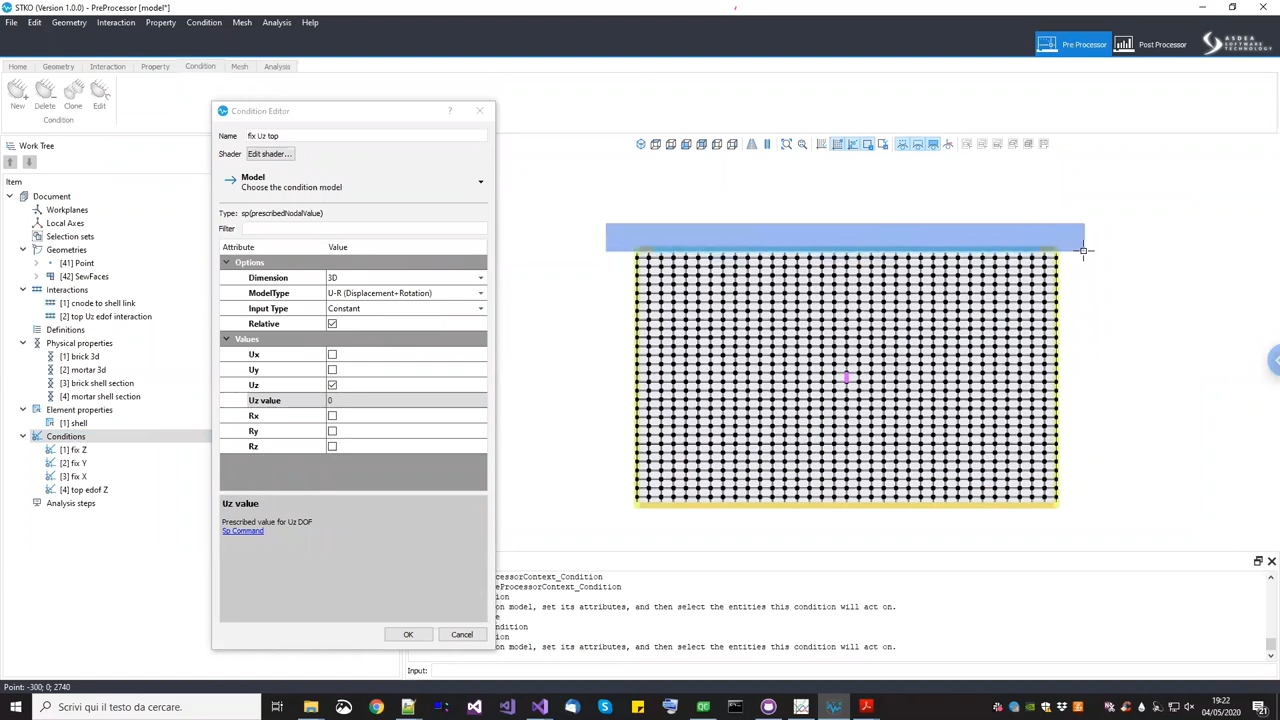 STKO (Version 1.0.0) - PreProcessor [model*]
File Edit Geometry Interaction Property Condition Mesh Analysis Help
Pre Processor Post Processor ASDEA SOFTWARE TECHNOLOGY
Home Geometry Interaction Property Condition Mesh Analysis
New Delete Clone Edit
Condition
Work Tree
Item
Document
Workplanes
Local Axes
Selection sets
Geometries
[41] Point
[42] SewFaces
Interactions
[1] cnode to shell link
[2] top Uz edof interaction
Definitions
Physical properties
[1] brick 3d
[2] mortar 3d
[3] brick shell section
[4] mortar shell section
Element properties
[1] shell
Conditions
[1] fix Z
[2] fix Y
[3] fix X
[4] top edof Z
Analysis steps
Condition Editor ?
Name fix Uz top
Shader Edit shader...
Model
Choose the condition model
Type: sp(prescribedNodalValue)
Filter
Attribute Value
Options
Dimension 3D
ModelType U-R (Displacement+Rotation)
Input Type Constant
Relative
Values
Ux
Uy
Uz
Uz value 0
Rx
Ry
Rz
Uz value
Prescribed value for Uz DOF
Sp Command
OK Cancel
cessorContext_Condition
eProcessorContext_Condition
ion
on model, set its attributes, and then select the entities this condition will act on.
e
ndition
ion
on model, set its attributes, and then select the entities this condition will act on.
Input:
Point: -300; 0; 2740
Scrivi qui il testo da cercare.
19:22
04/05/2020